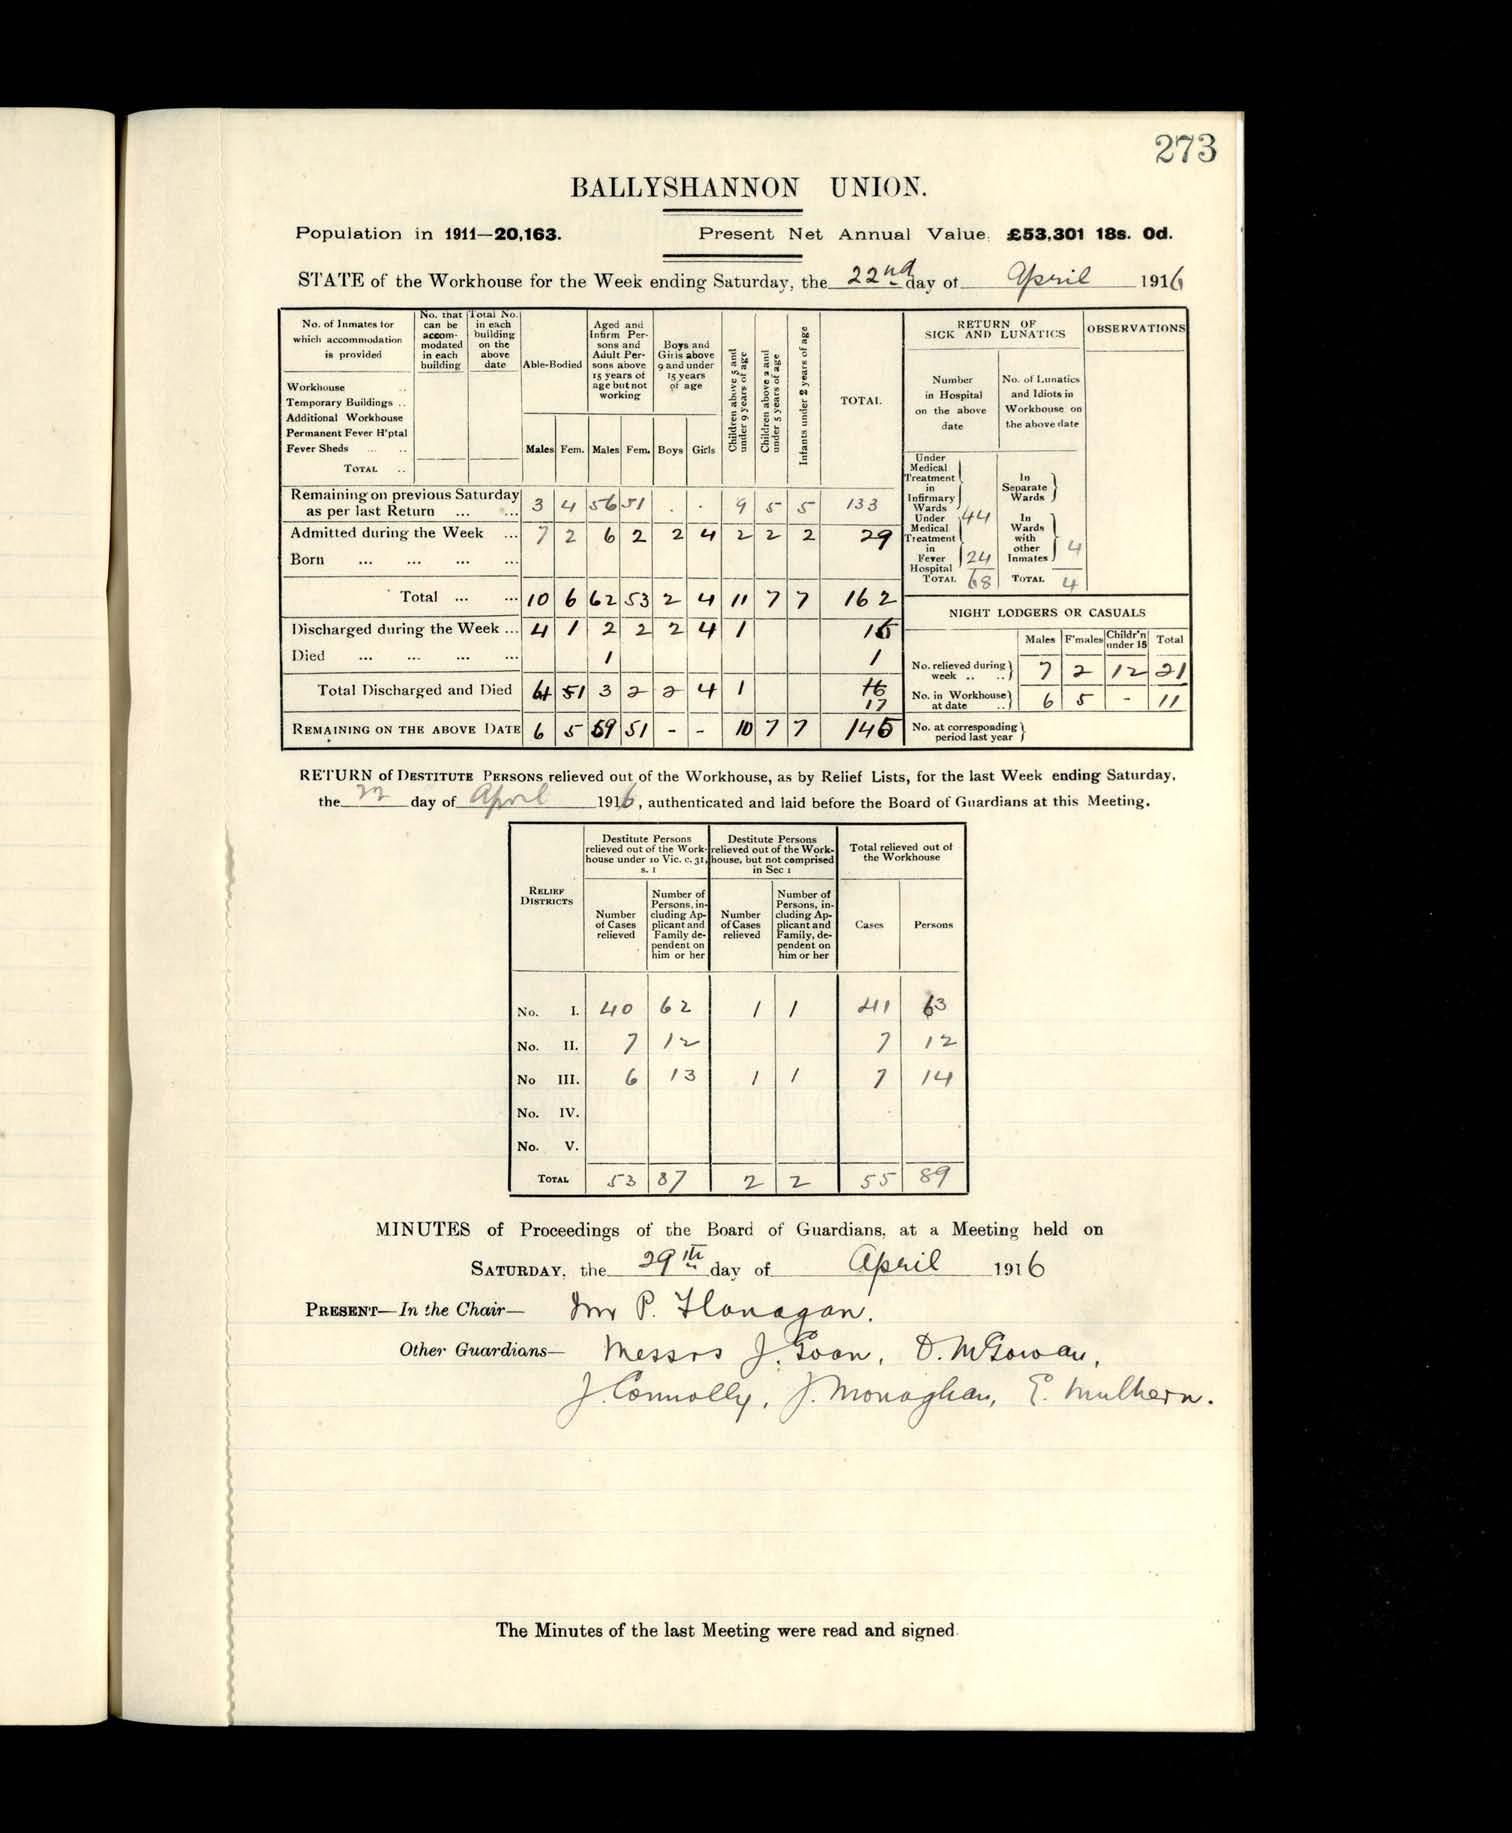 273
BALLYSHANNON UNION.
Population in 1911—20,163. Present Net Annual Value. £53,301 18s. 0d.
STATE of the Workhouse for the Week ending Saturday, the 22nd day of April 1916
No. of Inmates for which accommodation is provided
No. that can be accommodated in each building
Total No. in each building on the above date
Able-Bodied
Aged and Infirm Persons and Adult Persons above 15 years of age but not working
Boys and Girls above 9 and under 15 years of age
Children above 5 and under 9 years of age
Children above 2 and under 5 years of age
Infants under 2 years of age
TOTAL
RETURN OF SICK AND LUNATICS
OBSERVATIONS
Workhouse ..
Temporary Buildings ..
Additional Workhouse
Permanent Fever H'ptal
Fever Sheds ... ..
TOTAL ..
Males Fem. Males Fem. Boys Girls
Number in Hospital on the above date
No. of Lunatics and Idiots in Workhouse on the above date
Remaining on previous Saturday as per last Return ... ... 3 4 56 51 . . 9 5 5 133
Admitted during the Week ... 7 2 6 2 2 4 2 2 2 29
Born ... ... ... ...
Total ... ... 10 6 62 53 2 4 11 7 7 162
Discharged during the Week ... 4 1 2 2 2 4 1 16
Died ... ... ... ... 1 1
Total Discharged and Died 4 1 3 2 2 4 1 16 17
REMAINING ON THE ABOVE DATE 6 5 59 51 - - 10 7 7 145
Under Medical Treatment in Infirmary Wards 44
Under Medical Treatment in Fever Hospital 24
TOTAL 68
In Separate Wards
In Wards with other Inmates 4
TOTAL 4
NIGHT LODGERS OR CASUALS
Males F'males Childr'n under 15 Total
No. relieved during week .. .. 7 2 12 21
No. in Workhouse at date .. 6 5 - 11
No. at corresponding period last year
RETURN of DESTITUTE PERSONS relieved out of the Workhouse, as by Relief Lists, for the last Week ending Saturday,
the 22 day of April 1916, authenticated and laid before the Board of Guardians at this Meeting.
RELIEF DISTRICTS
Destitute Persons relieved out of the Workhouse under 10 Vic. c. 31, s. 1
Destitute Persons relieved out of the Workhouse, but not comprised in Sec 1
Total relieved out of the Workhouse
Number of Cases relieved
Number of Persons, including Applicant and Family dependent on him or her
Number of Cases relieved
Number of Persons, including Applicant and Family, dependent on him or her
Cases
Persons
No. I. 40 62 1 1 41 63
No. II. 7 12 7 12
No III. 6 13 1 1 7 14
No. IV.
No. V.
TOTAL 53 87 2 2 55 89
MINUTES of Proceedings of the Board of Guardians, at a Meeting held on
SATURDAY, the 29th day of April 1916
PRESENT—In the Chair— Mr P. Flanagan.
Other Guardians— Messrs J. Goan, D. McGowan,
J. Connolly, J. Monaghan, E. Mulhern.
The Minutes of the last Meeting were read and signed.